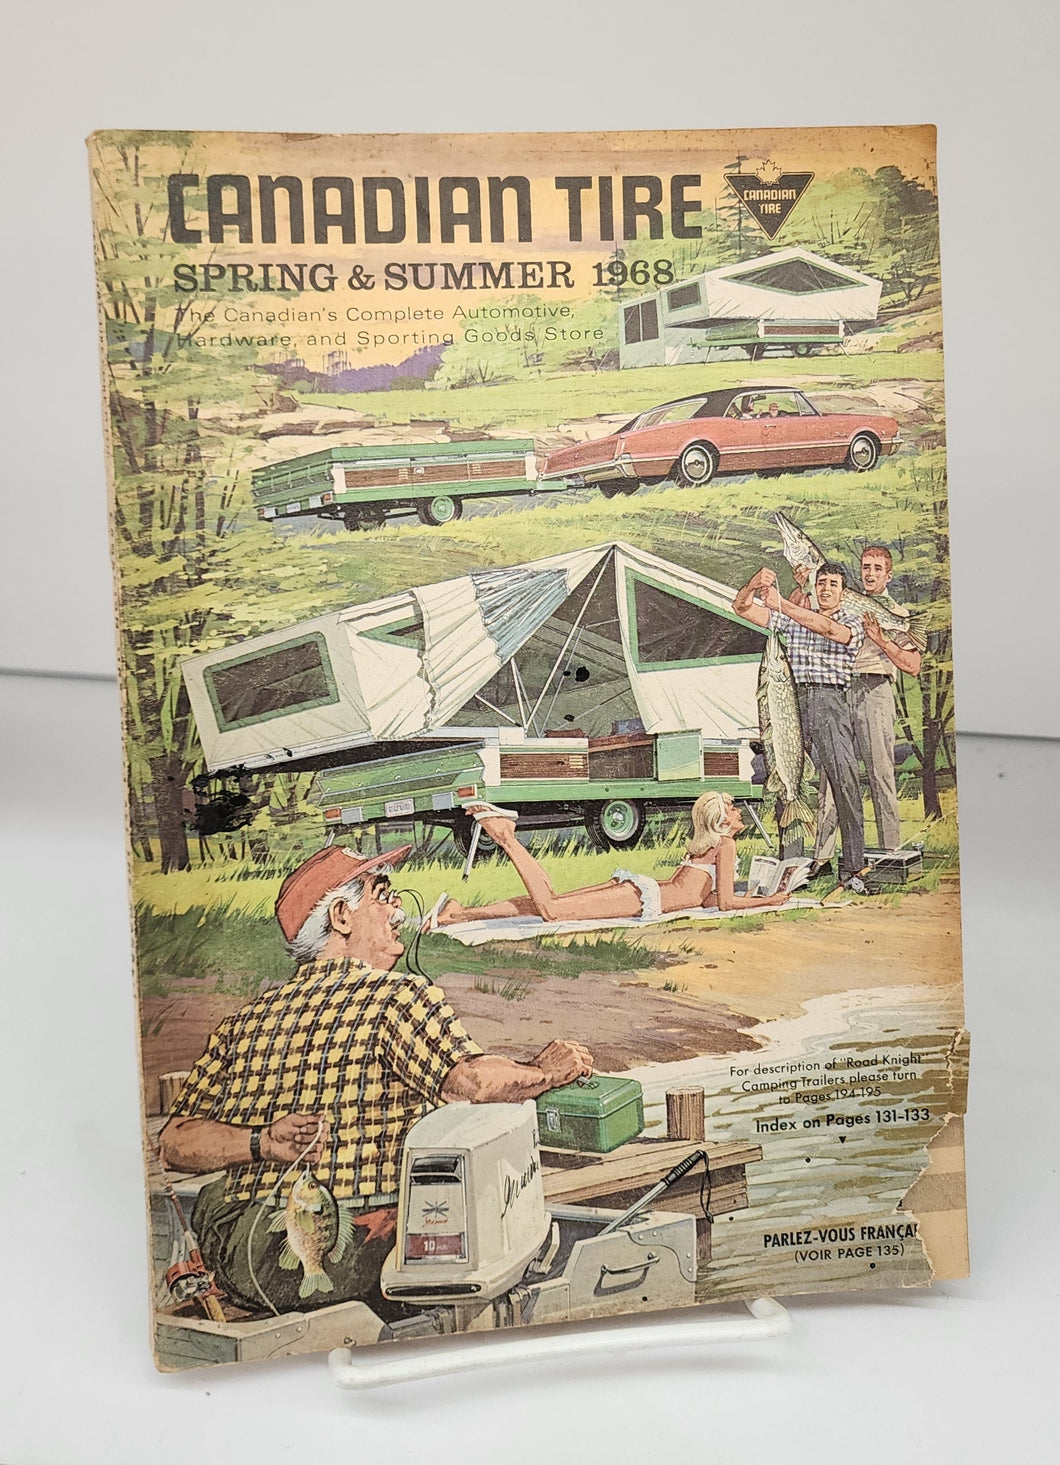 CANADIAN TIRE
CANADIAN
TIRE
SPRING & SUMMER 1968
The Canadian's Complete Automotive,
Hardware, and Sporting Goods Store
For description of "Road Knight"
Camping Trailers please turn
to Pages 194-195
Index on Pages 131-133
PARLEZ-VOUS FRANÇA
(VOIR PAGE 135)
10